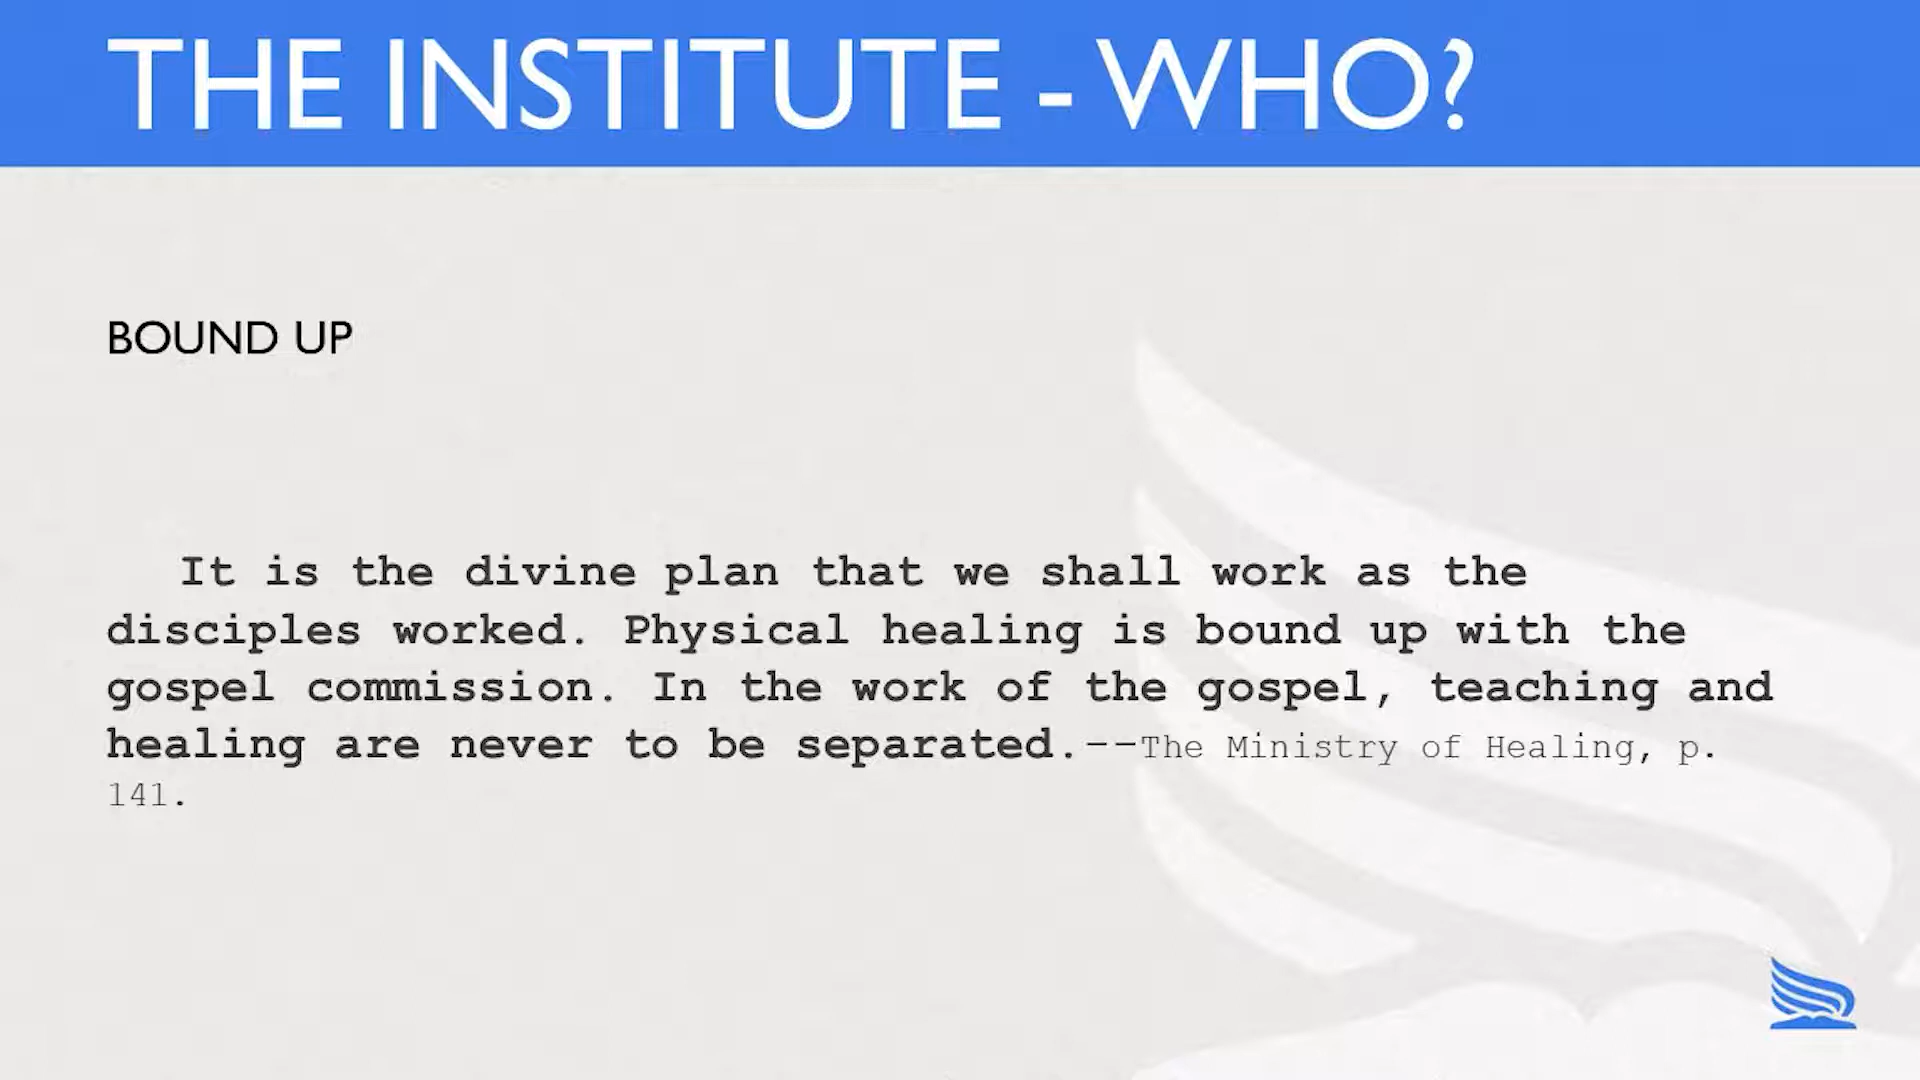 THE INSTITUTE - WHO?
BOUND UP
It is the divine plan that we shall work as the
disciples worked. Physical healing is bound up with the
gospel commission. In the work of the gospel, teaching and
healing are never to be separated.--The Ministry of Healing, p.
141.